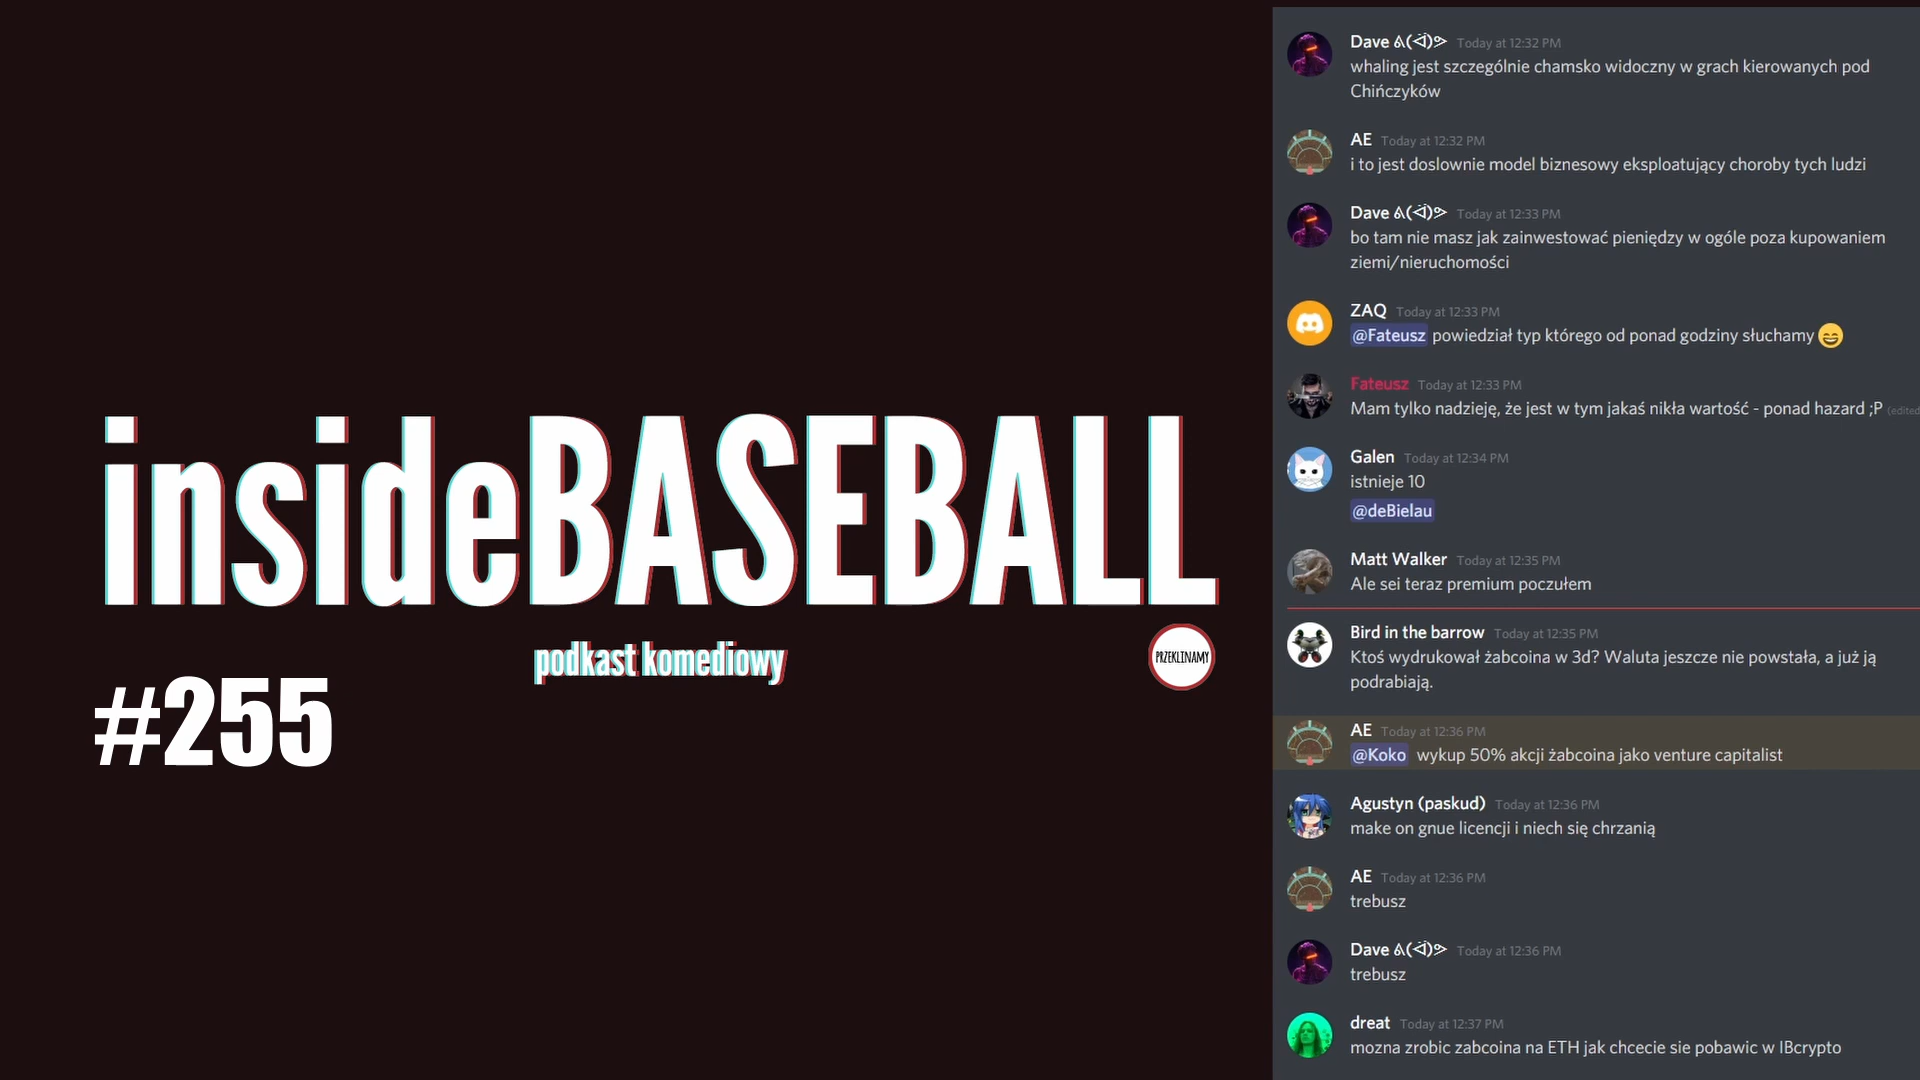 insideBASEBALL
podkast komediowy
PRZEKLINAMY
#255
Dave ᕕ(ᐛ)ᕗ Today at 12:32 PM
whaling jest szczególnie chamsko widoczny w grach kierowanych pod
Chińczyków
AE Today at 12:32 PM
i to jest doslownie model biznesowy eksploatujący choroby tych ludzi
Dave ᕕ(ᐛ)ᕗ Today at 12:33 PM
bo tam nie masz jak zainwestować pieniędzy w ogóle poza kupowaniem
ziemi/nieruchomości
ZAQ Today at 12:33 PM
@Fateusz powiedział typ którego od ponad godziny słuchamy 😄
Fateusz Today at 12:33 PM
Mam tylko nadzieję, że jest w tym jakaś nikła wartość - ponad hazard ;P (edited
Galen Today at 12:34 PM
istnieje 10
@deBielau
Matt Walker Today at 12:35 PM
Ale sei teraz premium poczułem
Bird in the barrow Today at 12:35 PM
Ktoś wydrukował żabcoina w 3d? Waluta jeszcze nie powstała, a już ją
podrabiają.
AE Today at 12:36 PM
@Koko wykup 50% akcji żabcoina jako venture capitalist
Agustyn (paskud) Today at 12:36 PM
make on gnue licencji i niech się chrzanią
AE Today at 12:36 PM
trebusz
Dave ᕕ(ᐛ)ᕗ Today at 12:36 PM
trebusz
dreat Today at 12:37 PM
mozna zrobic zabcoina na ETH jak chcecie sie pobawic w IBcrypto